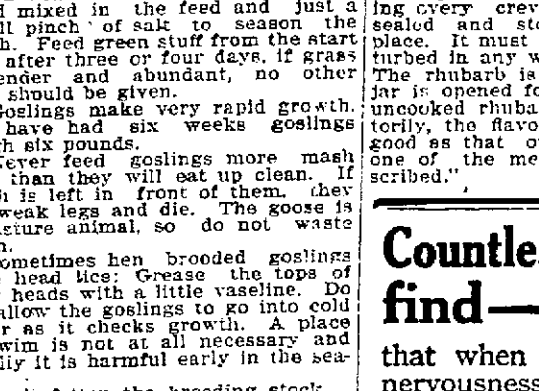 mixed in the feed and just a
pinch of salt to season the
Feed green stuff from the start
after three or four days, if grass
tender and abundant, no other
should be given.
Goslings make very rapid growth.
have had six weeks goslings
six pounds.
Never feed goslings more mash
than they will eat up clean. If
is left in front of them, they
weak legs and die. The goose is
animal, so do not waste
Sometimes hen brooded goslings
head lice; Grease the tops of
heads with a little vaseline. Do
allow the goslings to go into cold
as it checks growth. A place
swim is not at all necessary and
it is harmful early in the sea-
the breeding stock
ing every crev
sealed and sto
place. It must
turbed in any w
The rhubarb is
jar is opened fo
uncooked rhuba
torily, the flavo
good as that o
one of the me
scribed."
Countle
find—
that when
nervousness